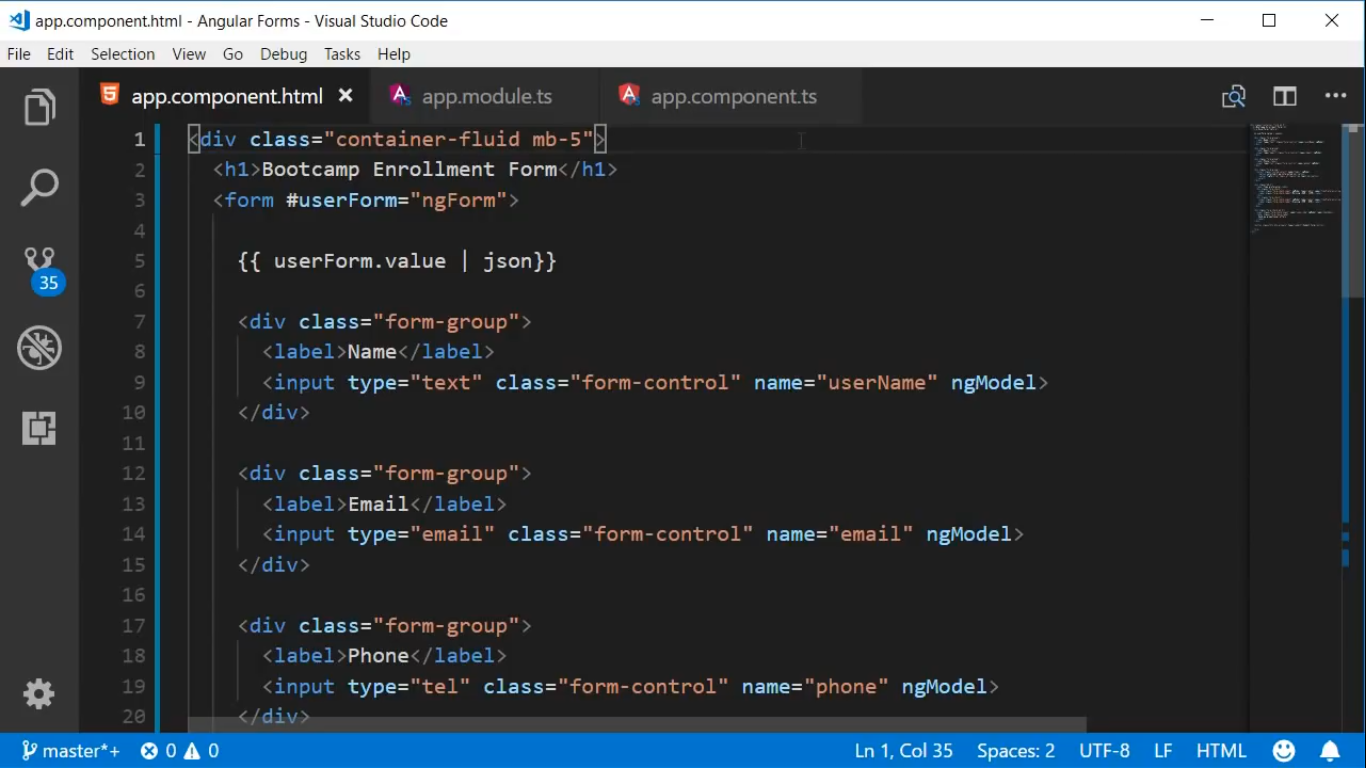 app.component.html - Angular Forms - Visual Studio Code
File Edit Selection View Go Debug Tasks Help
app.component.html app.module.ts app.component.ts
1 <div class="container-fluid mb-5">
2 <h1>Bootcamp Enrollment Form</h1>
3 <form #userForm="ngForm">
4
5 {{ userForm.value | json}}
6
7 <div class="form-group">
8 <label>Name</label>
9 <input type="text" class="form-control" name="userName" ngModel>
10 </div>
11
12 <div class="form-group">
13 <label>Email</label>
14 <input type="email" class="form-control" name="email" ngModel>
15 </div>
16
17 <div class="form-group">
18 <label>Phone</label>
19 <input type="tel" class="form-control" name="phone" ngModel>
20 </div>
35
master*+ 0 0 Ln 1, Col 35 Spaces: 2 UTF-8 LF HTML